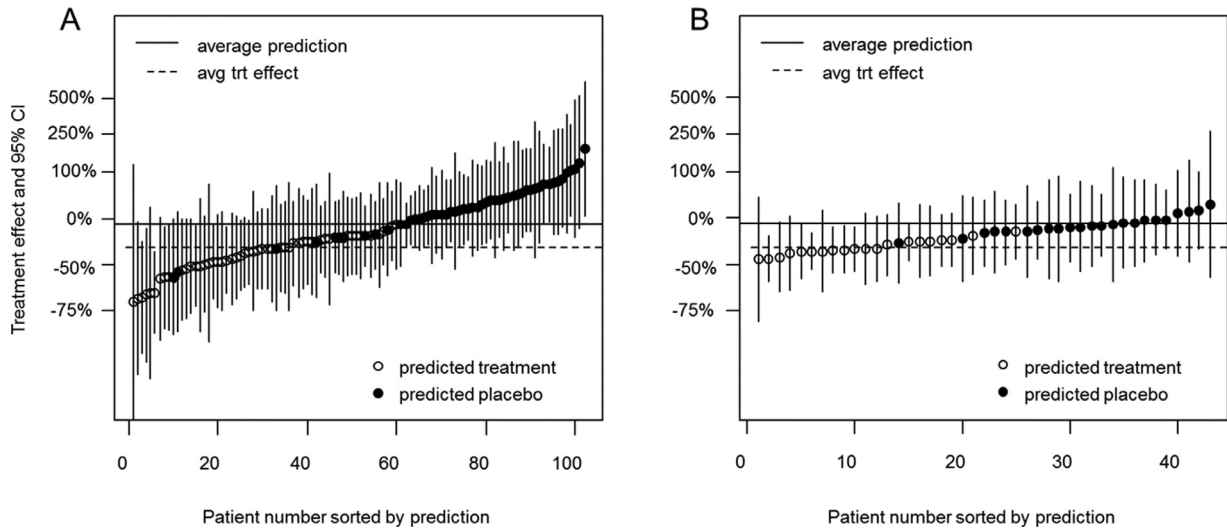 A
average prediction
avg trt effect
500%
250%
100%
0%
-50%
-75%
Treatment effect and 95% CI
predicted treatment
predicted placebo
0 20 40 60 80 100
Patient number sorted by prediction
B
average prediction
avg trt effect
500%
250%
100%
0%
-50%
-75%
predicted treatment
predicted placebo
0 10 20 30 40
Patient number sorted by prediction